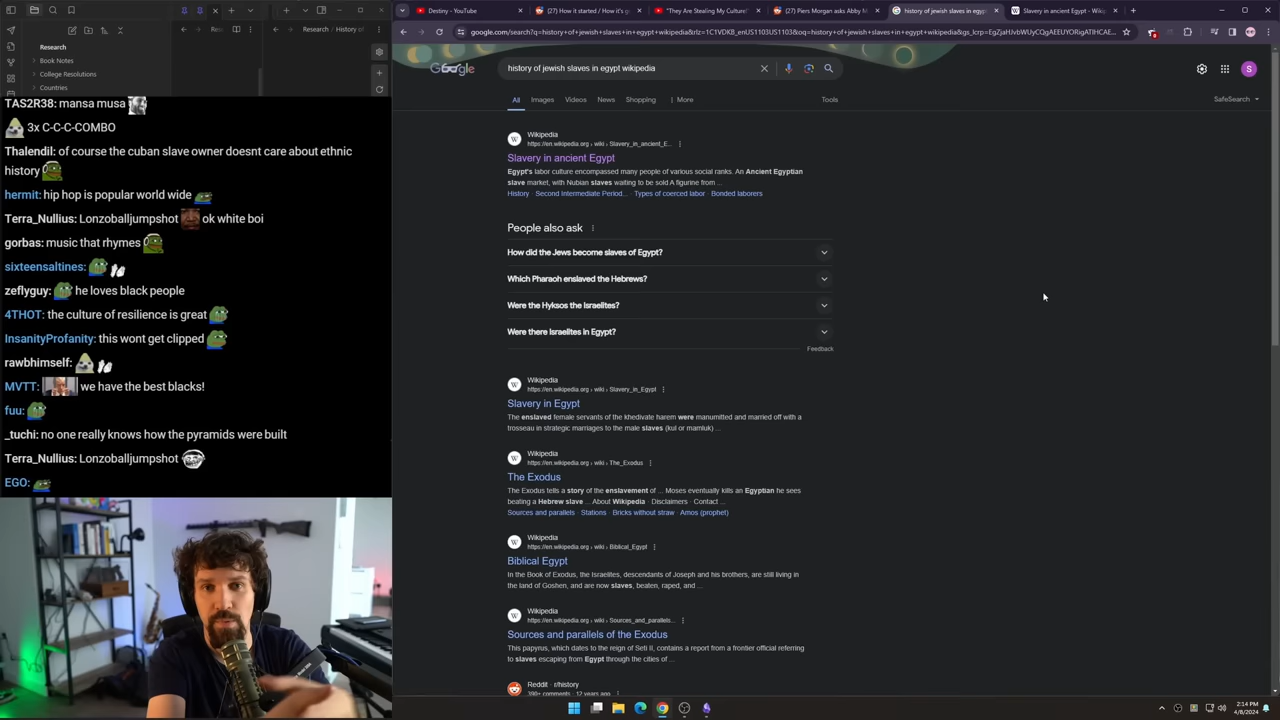 Research
Book Notes
College Resolutions
Countries
Res
Research / History of
TAS2R38: mansa musa
3x C-C-C-COMBO
Thalendil: of course the cuban slave owner doesnt care about ethnic
history
hermit: hip hop is popular world wide
Terra_Nullius: Lonzoballjumpshot ok white boi
gorbas: music that rhymes
sixteensaltines:
zeflyguy: he loves black people
4THOT: the culture of resilience is great
InsanityProfanity: this wont get clipped
rawbhimself:
MVTT: we have the best blacks!
fuu:
_tuchi: no one really knows how the pyramids were built
Terra_Nullius: Lonzoballjumpshot
EGO:
Destiny - YouTube
(27) How it started / How it's g
"They Are Stealing My Culture!"
(27) Piers Morgan asks Abby M
history of jewish slaves in egyp
Slavery in ancient Egypt - Wiki
Google
history of jewish slaves in egypt wikipedia
S
All Images Videos News Shopping More Tools
Wikipedia
https://en.wikipedia.org › wiki › Slavery_in_ancient_E...
Slavery in ancient Egypt
Egypt's labor culture encompassed many people of various social ranks. An Ancient Egyptian
slave market, with Nubian slaves waiting to be sold A figurine from ...
History · Second Intermediate Period... · Types of coerced labor · Bonded laborers
People also ask
How did the Jews become slaves of Egypt?
Which Pharaoh enslaved the Hebrews?
Were the Hyksos the Israelites?
Were there Israelites in Egypt?
Feedback
Wikipedia
https://en.wikipedia.org › wiki › Slavery_in_Egypt
Slavery in Egypt
The enslaved female servants of the khedivate harem were manumitted and married off with a
trosseau in strategic marriages to the male slaves (kul or mamluk) ...
Wikipedia
https://en.wikipedia.org › wiki › The_Exodus
The Exodus
The Exodus tells a story of the enslavement of ... Moses eventually kills an Egyptian he sees
beating a Hebrew slave ... About Wikipedia · Disclaimers · Contact ...
Sources and parallels · Stations · Bricks without straw · Amos (prophet)
Wikipedia
https://en.wikipedia.org › wiki › Biblical_Egypt
Biblical Egypt
In the Book of Exodus, the Israelites, descendants of Joseph and his brothers, are still living in
the land of Goshen, and are now slaves, beaten, raped, and ...
Wikipedia
https://en.wikipedia.org › wiki › Sources_and_parallels...
Sources and parallels of the Exodus
This papyrus, which dates to the reign of Seti II, contains a report from a frontier official referring
to slaves escaping from Egypt through the cities of ...
Reddit · r/history
390+ comments · 12 years ago
2:14 PM
4/8/2024